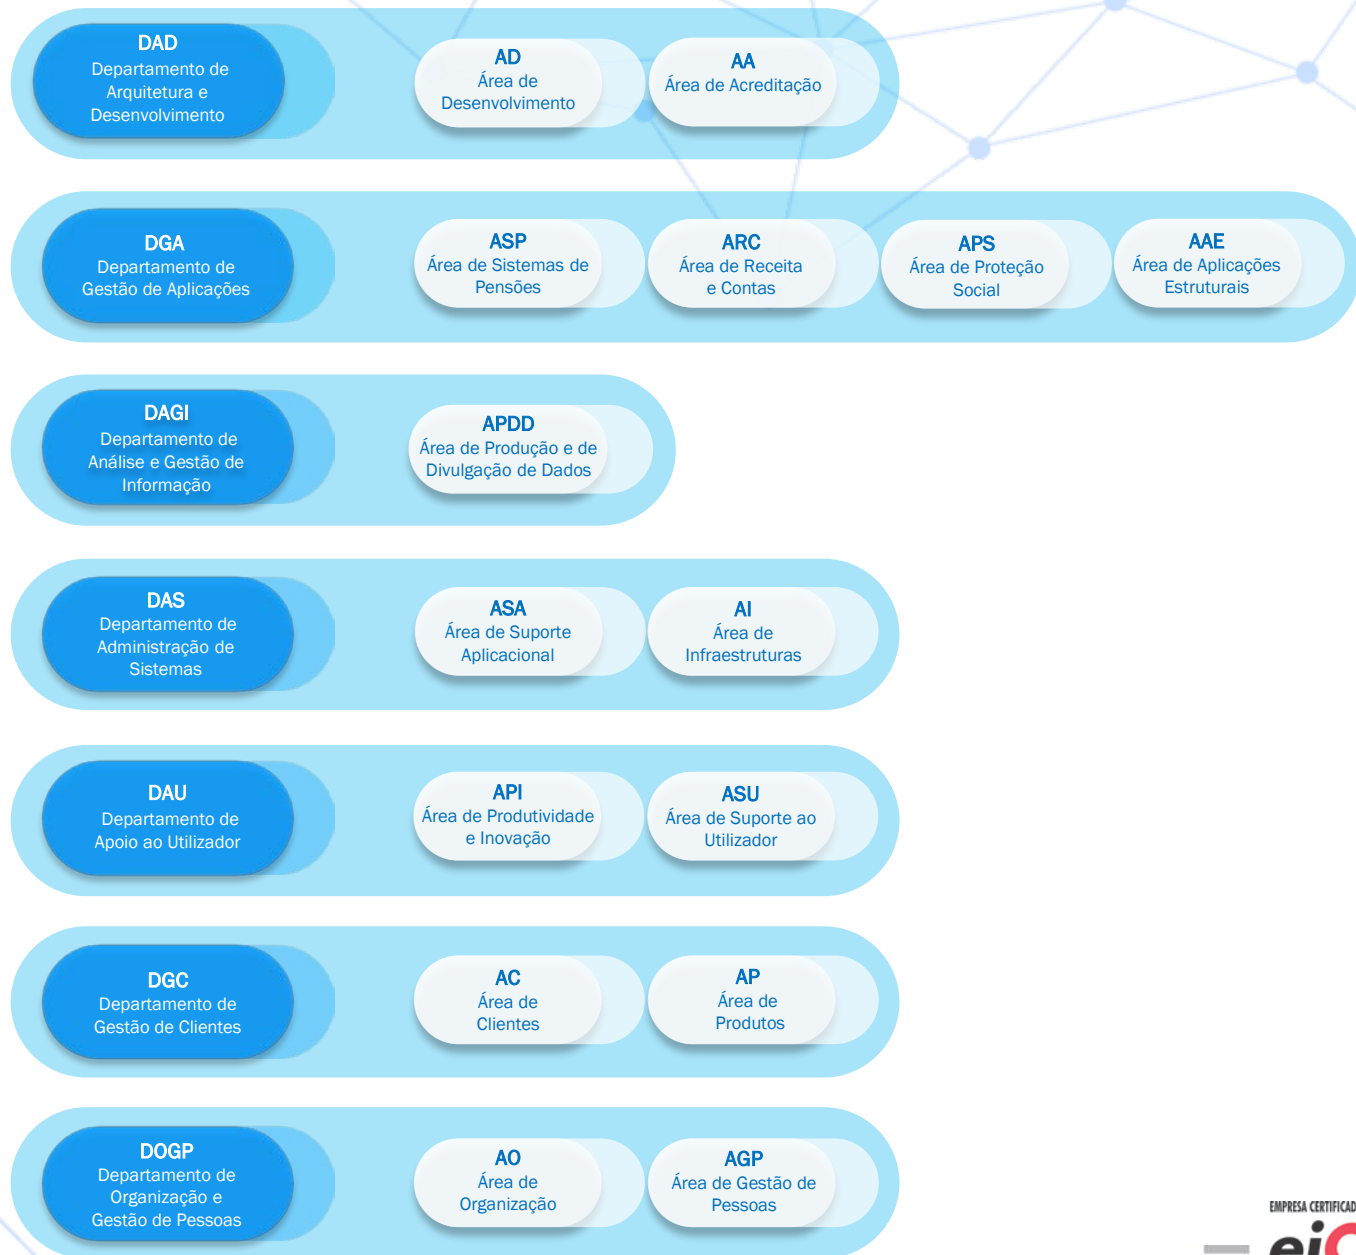 DAD
Departamento de
Arquitetura e
Desenvolvimento
AD
Área de
Desenvolvimento
AA
Área de Acreditação
DGA
Departamento de
Gestão de Aplicações
ASP
Área de Sistemas de
Pensões
ARC
Área de Receita
e Contas
APS
Área de Proteção
Social
AAE
Área de Aplicações
Estruturais
DAGI
Departamento de
Análise e Gestão de
Informação
APDD
Área de Produção e de
Divulgação de Dados
DAS
Departamento de
Administração de
Sistemas
ASA
Área de Suporte
Aplicacional
AI
Área de
Infraestruturas
DAU
Departamento de
Apoio ao Utilizador
API
Área de Produtividade
e Inovação
ASU
Área de Suporte ao
Utilizador
DGC
Departamento de
Gestão de Clientes
AC
Área de
Clientes
AP
Área de
Produtos
DOGP
Departamento de
Organização e
Gestão de Pessoas
AO
Área de
Organização
AGP
Área de Gestão de
Pessoas
EMPRESA CERTIFICAD